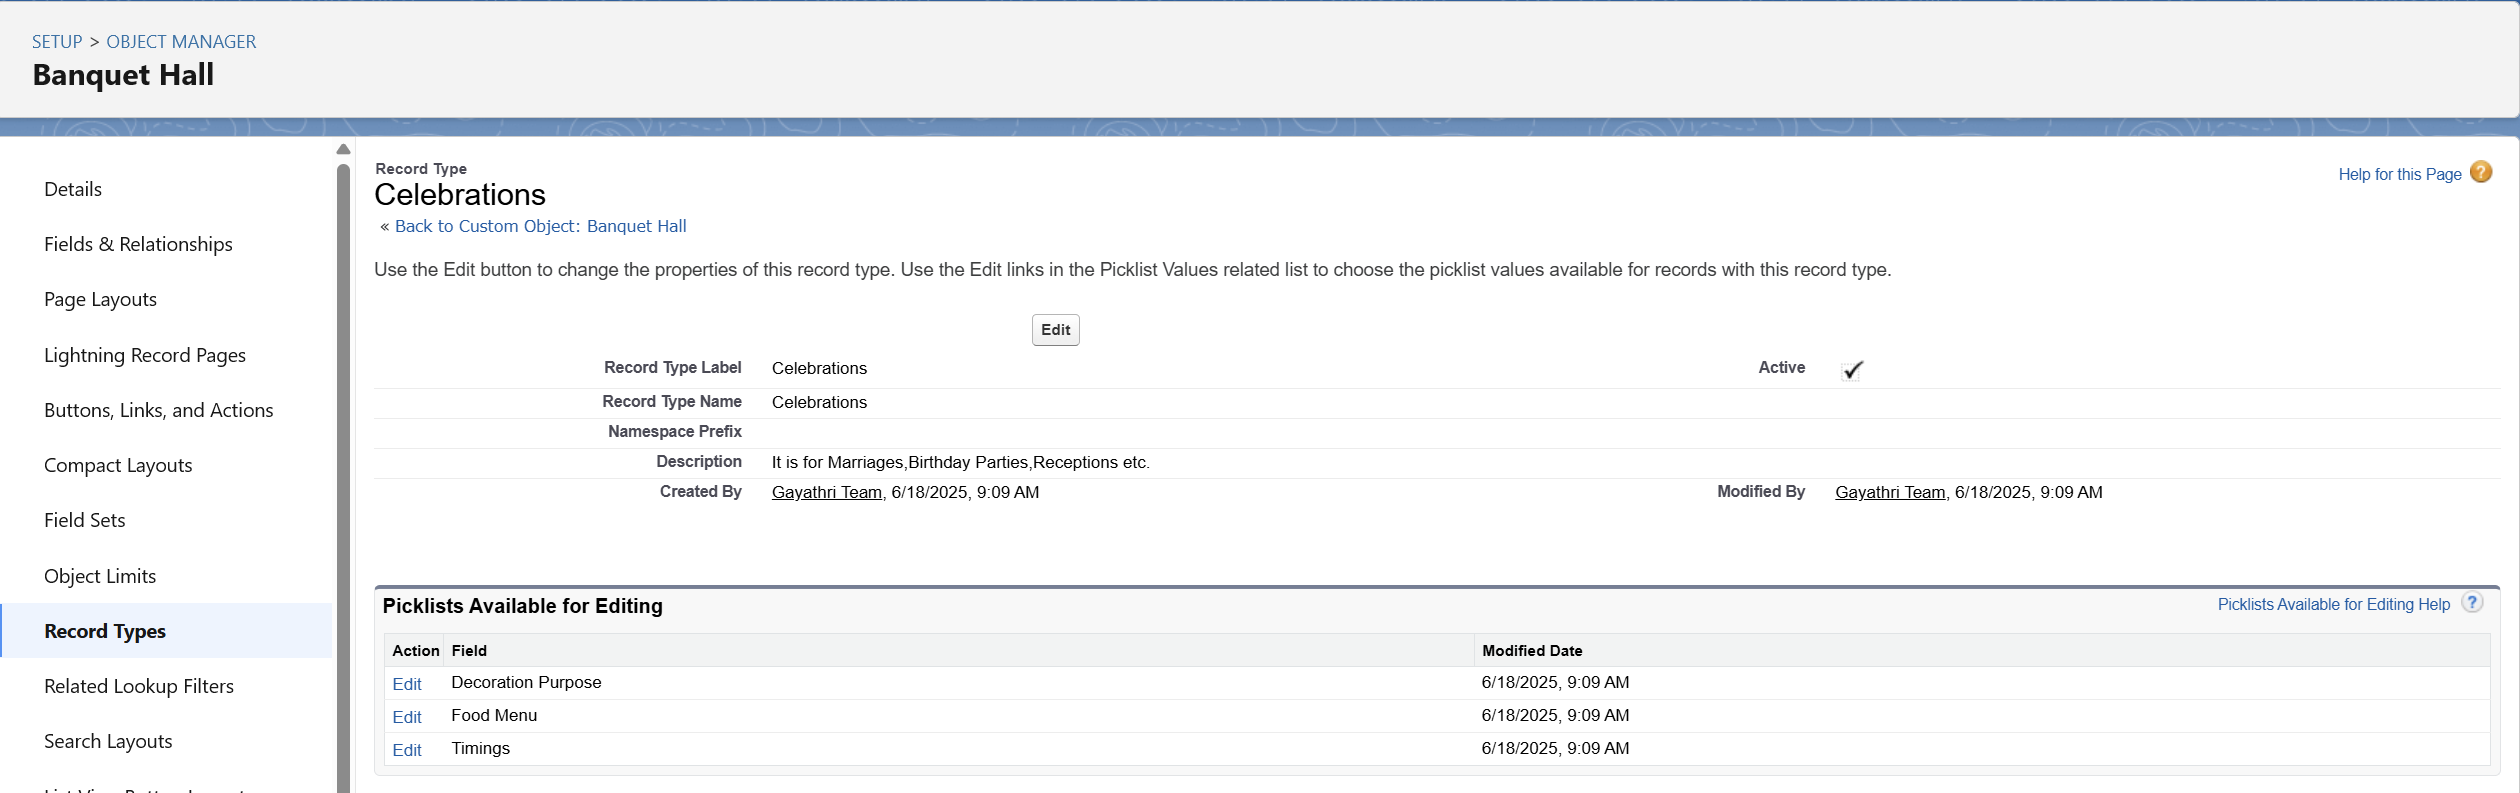 SETUP > OBJECT MANAGER
Banquet Hall
Details
Fields & Relationships
Page Layouts
Lightning Record Pages
Buttons, Links, and Actions
Compact Layouts
Field Sets
Object Limits
Record Types
Related Lookup Filters
Search Layouts
Record Type
Celebrations
Help for this Page ?
« Back to Custom Object: Banquet Hall
Use the Edit button to change the properties of this record type. Use the Edit links in the Picklist Values related list to choose the picklist values available for records with this record type.
Edit
Record Type Label Celebrations Active
Record Type Name Celebrations
Namespace Prefix
Description It is for Marriages,Birthday Parties,Receptions etc.
Created By Gayathri Team, 6/18/2025, 9:09 AM Modified By Gayathri Team, 6/18/2025, 9:09 AM
Picklists Available for Editing Picklists Available for Editing Help ?
Action Field Modified Date
Edit Decoration Purpose 6/18/2025, 9:09 AM
Edit Food Menu 6/18/2025, 9:09 AM
Edit Timings 6/18/2025, 9:09 AM